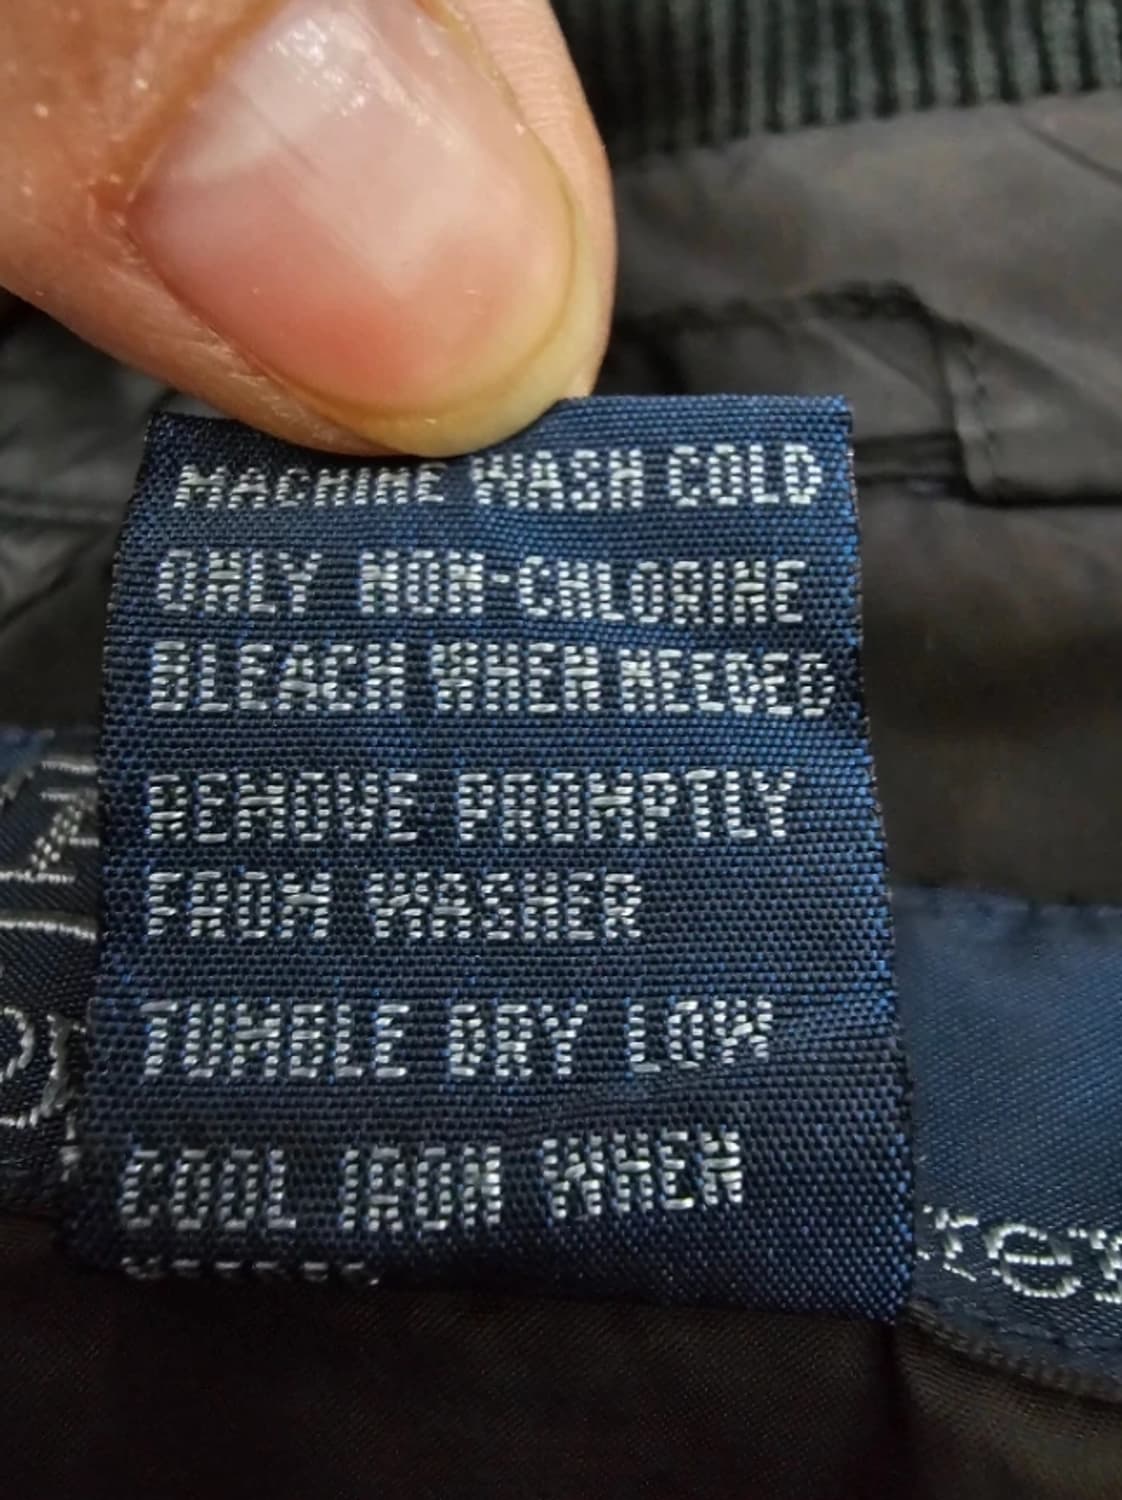 MACHINE WASH COLD
ONLY NON-CHLORINE
BLEACH WHEN NEEDED
REMOVE PROMPTLY
FROM WASHER
TUMBLE DRY LOW
COOL IRON WHEN